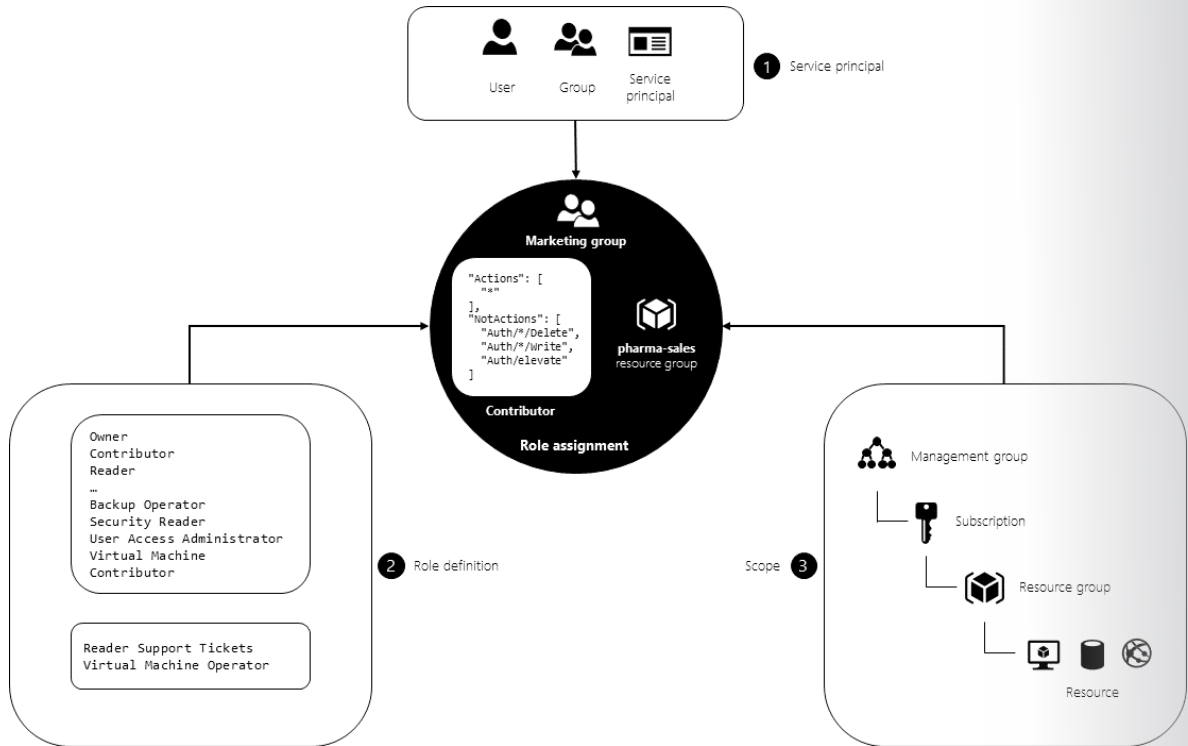 User
Group
Service
principal
1
Service principal
Marketing group
"Actions": [
"*"
],
"NotActions": [
"Auth/*/Delete",
"Auth/*/Write",
"Auth/elevate"
]
Contributor
pharma-sales
resource group
Role assignment
Owner
Contributor
Reader
…
Backup Operator
Security Reader
User Access Administrator
Virtual Machine
Contributor
Reader Support Tickets
Virtual Machine Operator
2
Role definition
Scope
3
Management group
Subscription
Resource group
Resource